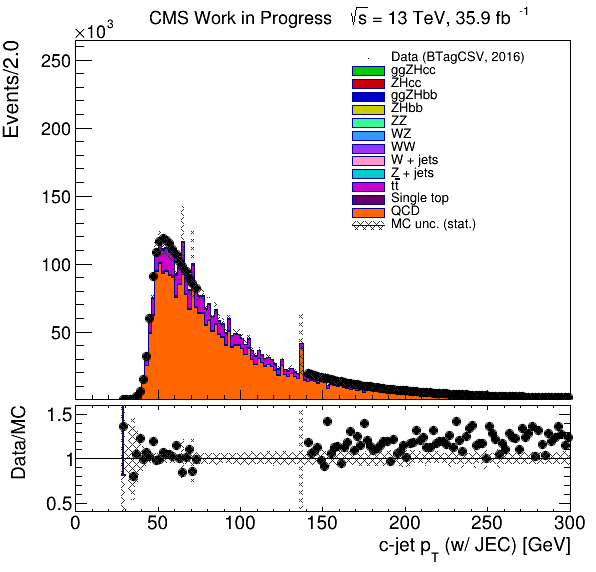 CMS Work in Progress √s = 13 TeV, 35.9 fb⁻¹
×10³
Events/2.0
250
200
150
100
50
Data (BTagCSV, 2016)
ggZHcc
ZHcc
ggZHbb
ZHbb
ZZ
WZ
WW
W + jets
Z + jets
tt̅
Single top
QCD
MC unc. (stat.)
Data/MC
1.5
1
0.5
0 50 100 150 200 250 300
c-jet p_T (w/ JEC) [GeV]